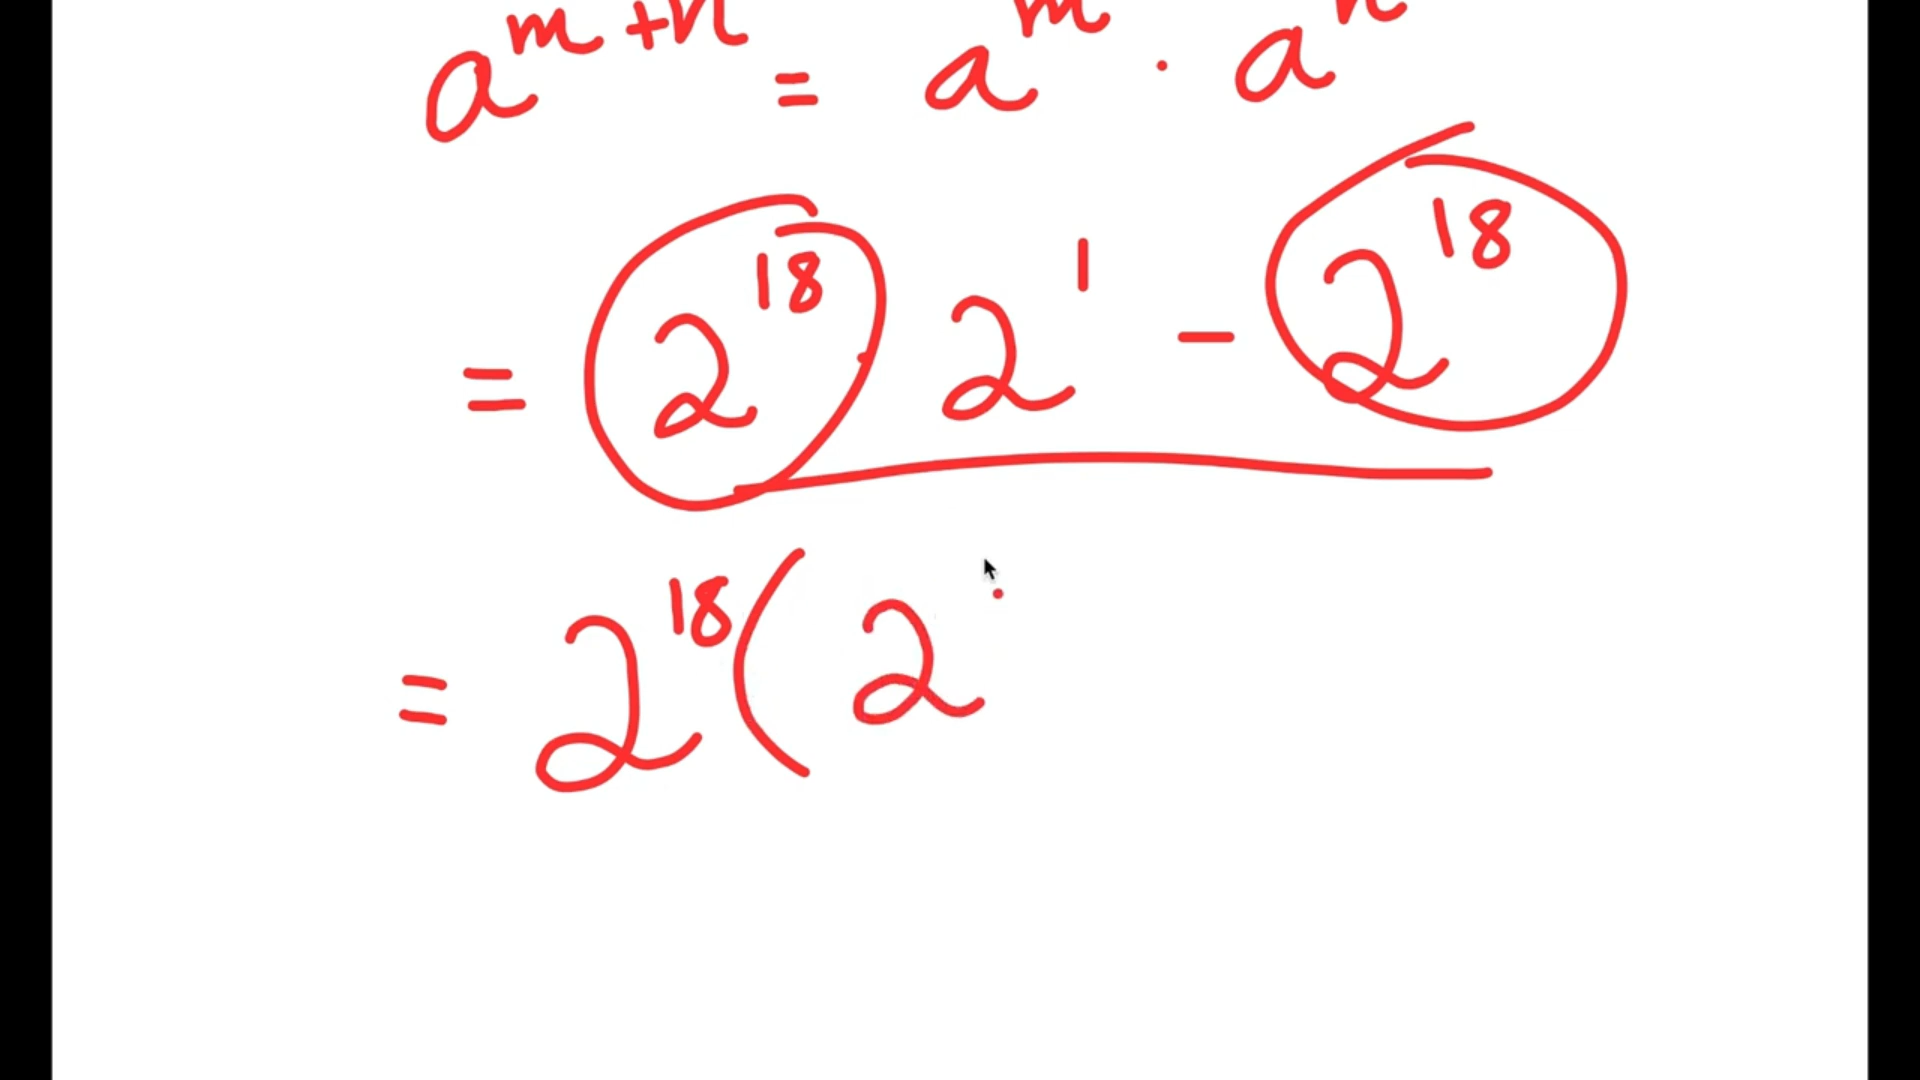 a^{m+n} = a^m · a^n
= 2^{18} 2^1 - 2^{18}
= 2^{18} ( 2^.